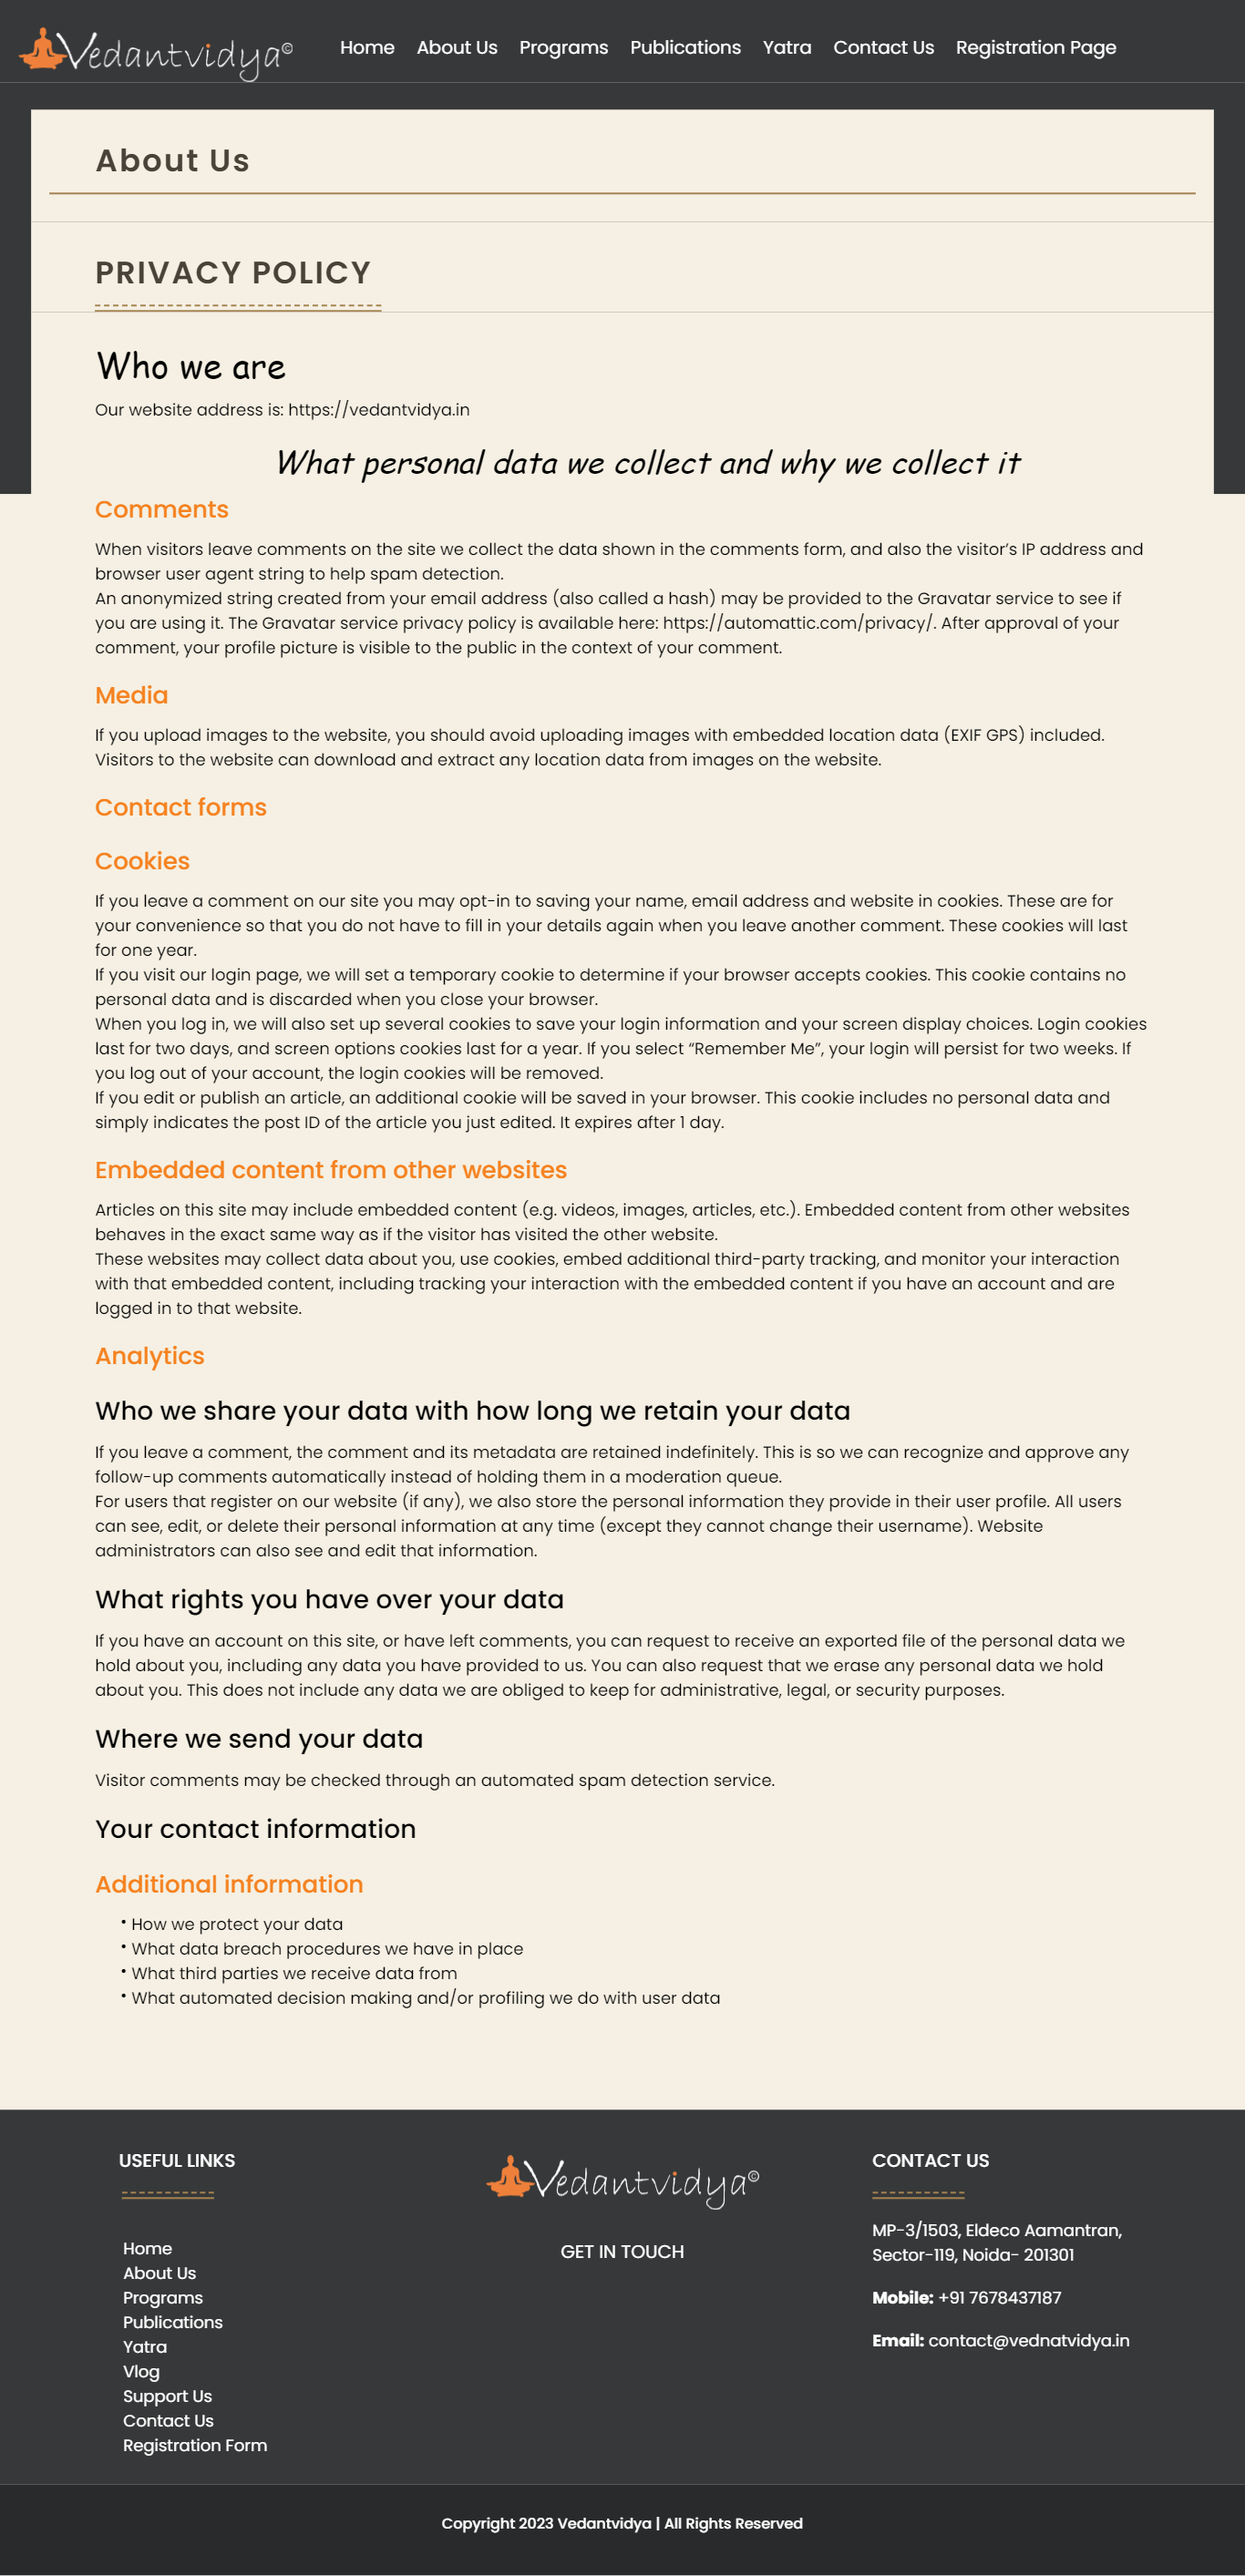 Vedantvidya©
Home About Us Programs Publications Yatra Contact Us Registration Page
About Us
PRIVACY POLICY
Who we are
Our website address is: https://vedantvidya.in
What personal data we collect and why we collect it
Comments
When visitors leave comments on the site we collect the data shown in the comments form, and also the visitor’s IP address and
browser user agent string to help spam detection.
An anonymized string created from your email address (also called a hash) may be provided to the Gravatar service to see if
you are using it. The Gravatar service privacy policy is available here: https://automattic.com/privacy/. After approval of your
comment, your profile picture is visible to the public in the context of your comment.
Media
If you upload images to the website, you should avoid uploading images with embedded location data (EXIF GPS) included.
Visitors to the website can download and extract any location data from images on the website.
Contact forms
Cookies
If you leave a comment on our site you may opt-in to saving your name, email address and website in cookies. These are for
your convenience so that you do not have to fill in your details again when you leave another comment. These cookies will last
for one year.
If you visit our login page, we will set a temporary cookie to determine if your browser accepts cookies. This cookie contains no
personal data and is discarded when you close your browser.
When you log in, we will also set up several cookies to save your login information and your screen display choices. Login cookies
last for two days, and screen options cookies last for a year. If you select “Remember Me”, your login will persist for two weeks. If
you log out of your account, the login cookies will be removed.
If you edit or publish an article, an additional cookie will be saved in your browser. This cookie includes no personal data and
simply indicates the post ID of the article you just edited. It expires after 1 day.
Embedded content from other websites
Articles on this site may include embedded content (e.g. videos, images, articles, etc.). Embedded content from other websites
behaves in the exact same way as if the visitor has visited the other website.
These websites may collect data about you, use cookies, embed additional third-party tracking, and monitor your interaction
with that embedded content, including tracking your interaction with the embedded content if you have an account and are
logged in to that website.
Analytics
Who we share your data with how long we retain your data
If you leave a comment, the comment and its metadata are retained indefinitely. This is so we can recognize and approve any
follow-up comments automatically instead of holding them in a moderation queue.
For users that register on our website (if any), we also store the personal information they provide in their user profile. All users
can see, edit, or delete their personal information at any time (except they cannot change their username). Website
administrators can also see and edit that information.
What rights you have over your data
If you have an account on this site, or have left comments, you can request to receive an exported file of the personal data we
hold about you, including any data you have provided to us. You can also request that we erase any personal data we hold
about you. This does not include any data we are obliged to keep for administrative, legal, or security purposes.
Where we send your data
Visitor comments may be checked through an automated spam detection service.
Your contact information
Additional information
• How we protect your data
• What data breach procedures we have in place
• What third parties we receive data from
• What automated decision making and/or profiling we do with user data
USEFUL LINKS
Home
About Us
Programs
Publications
Yatra
Vlog
Support Us
Contact Us
Registration Form
Vedantvidya©
GET IN TOUCH
CONTACT US
MP-3/1503, Eldeco Aamantran,
Sector-119, Noida- 201301
Mobile: +91 7678437187
Email: contact@vednatvidya.in
Copyright 2023 Vedantvidya | All Rights Reserved